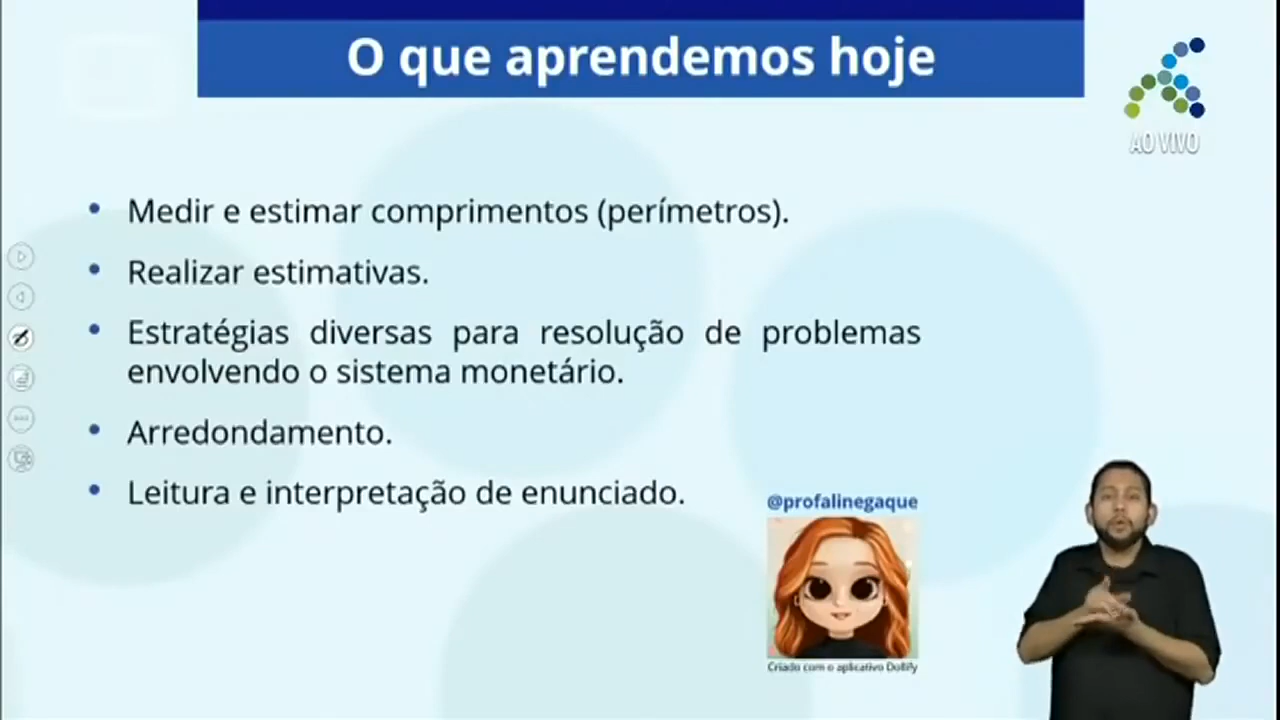 O que aprendemos hoje
AO VIVO
• Medir e estimar comprimentos (perímetros).
• Realizar estimativas.
• Estratégias diversas para resolução de problemas
envolvendo o sistema monetário.
• Arredondamento.
• Leitura e interpretação de enunciado.
@profalinegaque
Criado com o aplicativo Dollify